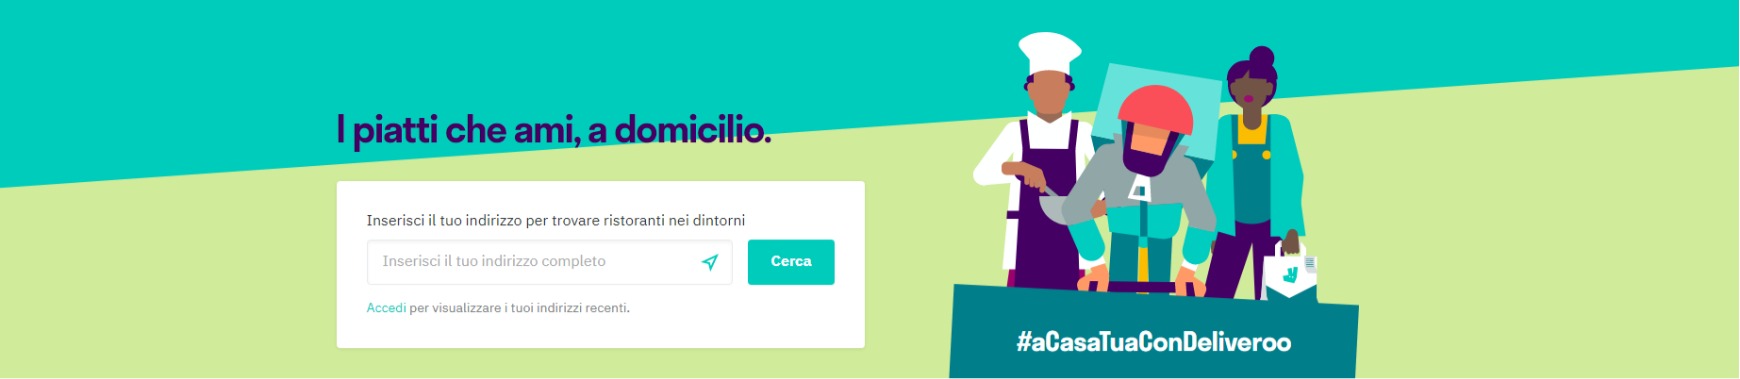 I piatti che ami, a domicilio.
Inserisci il tuo indirizzo per trovare ristoranti nei dintorni
Inserisci il tuo indirizzo completo
Cerca
Accedi per visualizzare i tuoi indirizzi recenti.
#aCasaTuaConDeliveroo